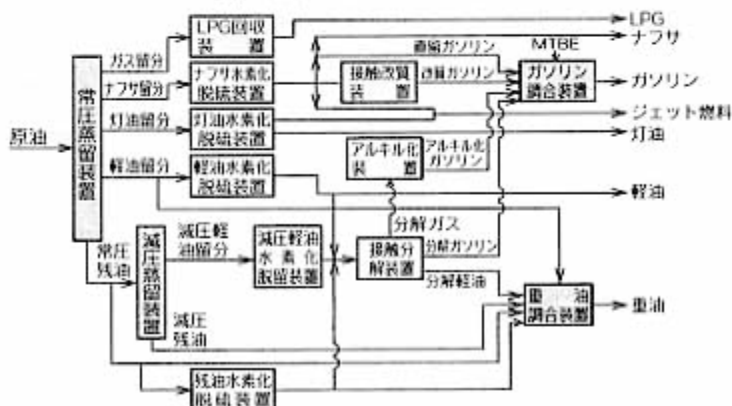 LPG回収
装置
LPG
ナフサ
ガス留分
直留ガソリン
MTBE
ナフサ留分
ナフサ水素化
脱硫装置
接触改質
装置
改質ガソリン
ガソリン
調合装置
ガソリン
常圧蒸留装置
灯油留分
灯油水素化
脱硫装置
ジェット燃料
灯油
原油
アルキル化
装置
アルキル化
ガソリン
軽油留分
軽油水素化
脱硫装置
軽油
分解ガス
常圧
残油
減圧蒸留装置
減圧軽
油留分
減圧軽油
水素化
脱留装置
接触分
解装置
分解ガソリン
分解軽油
重油
調合装置
重油
減圧
残油
残油水素化
脱硫装置